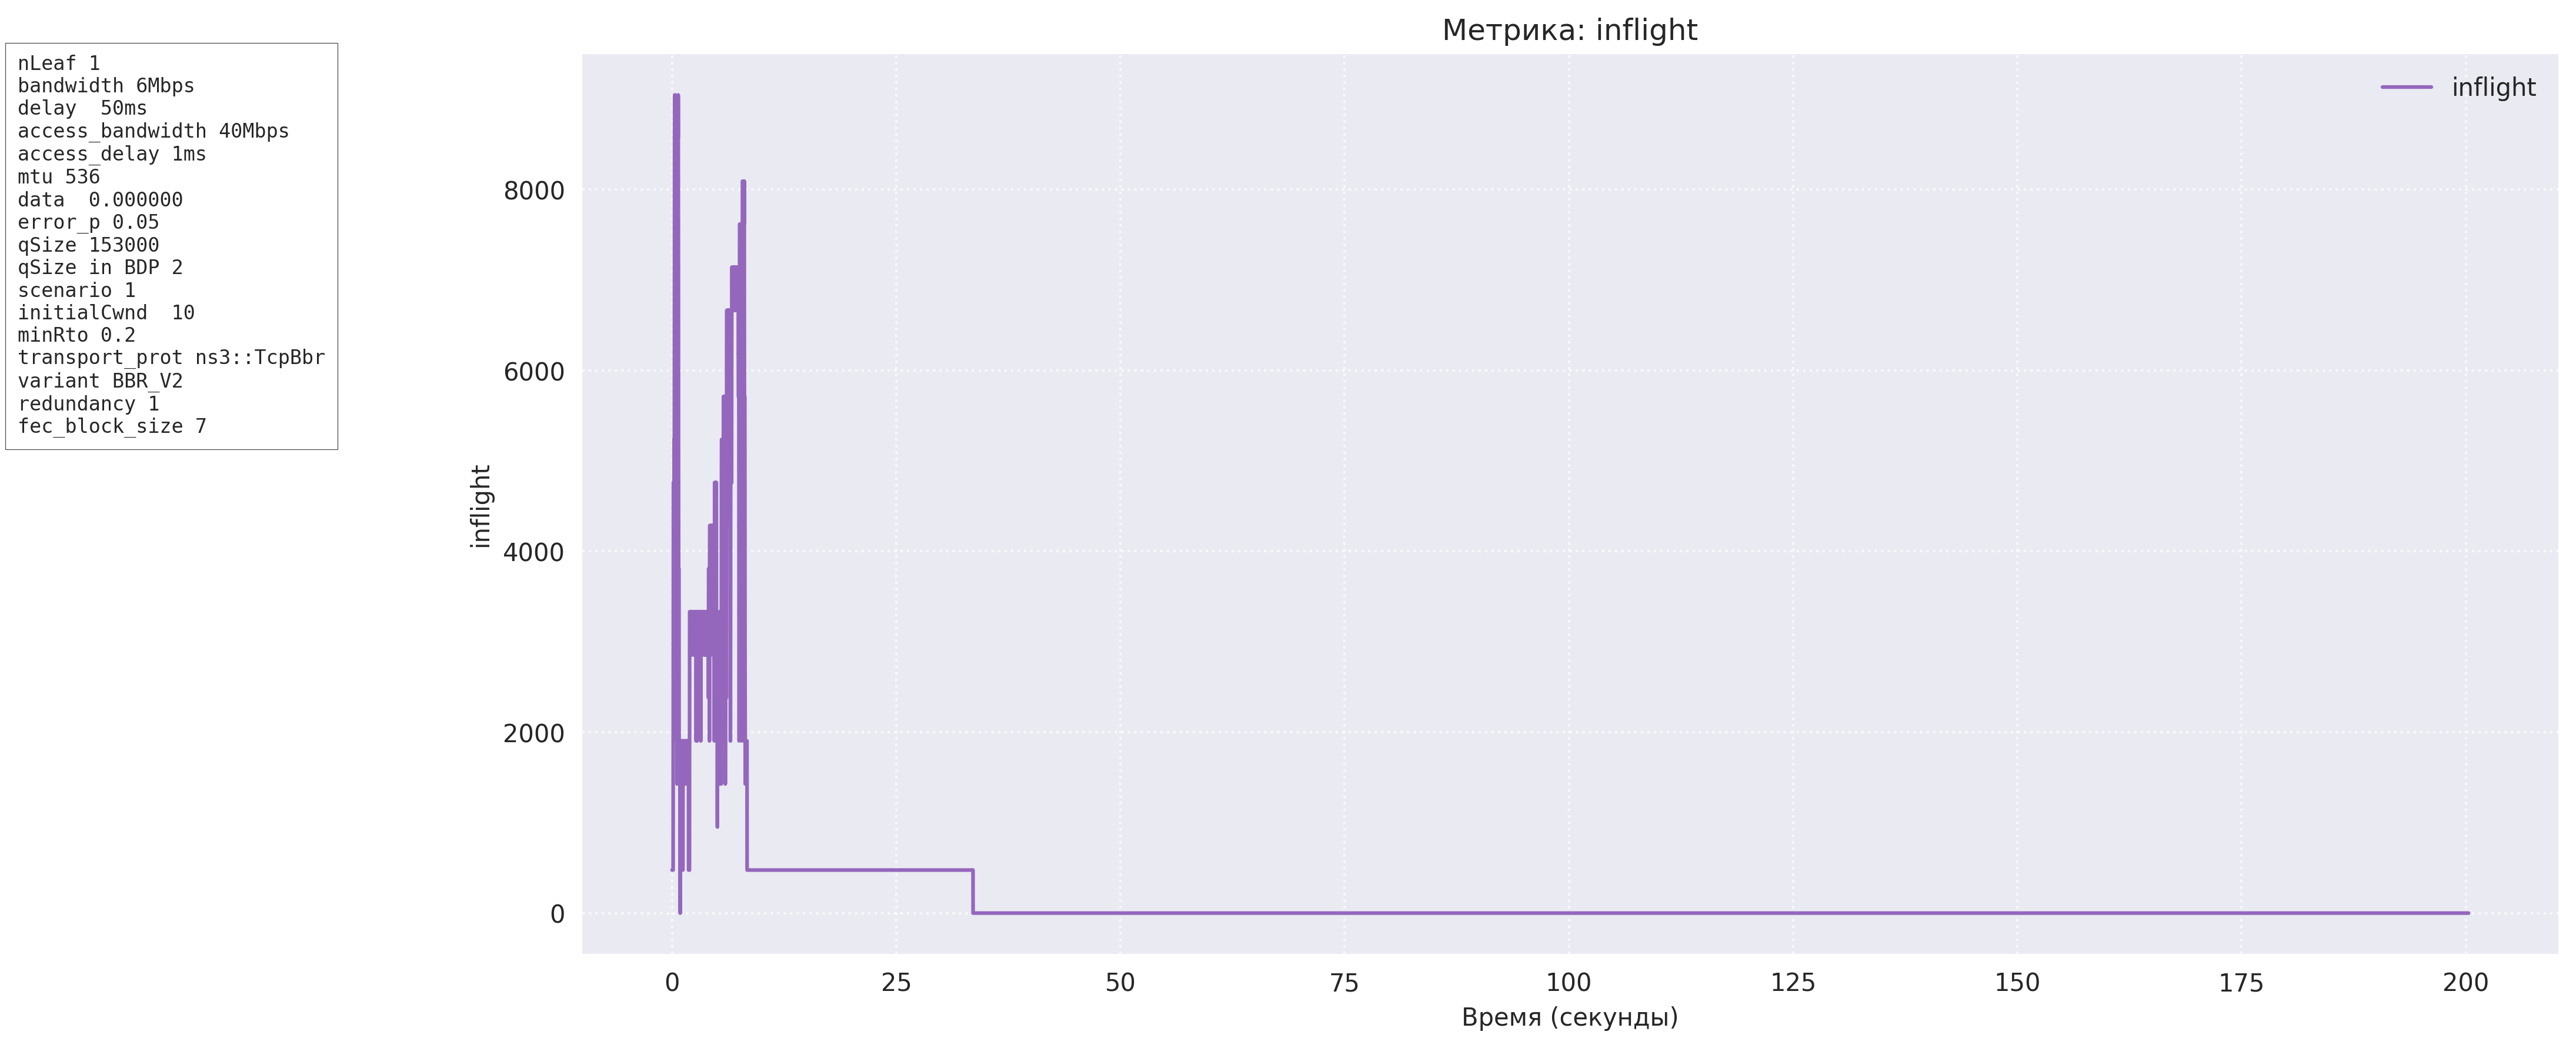 Метрика: inflight
nLeaf 1
bandwidth 6Mbps
delay  50ms
access_bandwidth 40Mbps
access_delay 1ms
mtu 536
data  0.000000
error_p 0.05
qSize 153000
qSize in BDP 2
scenario 1
initialCwnd  10
minRto 0.2
transport_prot ns3::TcpBbr
variant BBR_V2
redundancy 1
fec_block_size 7
inflight
inflight
8000
6000
4000
2000
0
0 25 50 75 100 125 150 175 200
Время (секунды)